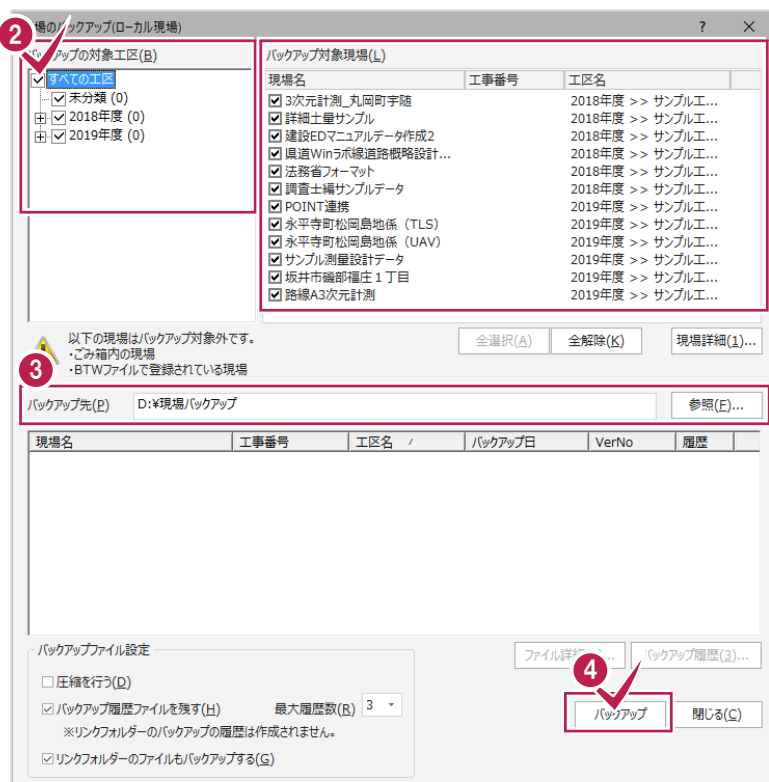 場のバックアップ(ローカル現場) ? ×
2
バックアップの対象工区(B)
すべての工区
未分類 (0)
2018年度 (0)
2019年度 (0)
バックアップ対象現場(L)
現場名 工事番号 工区名
3次元計測_丸岡町宇随 2018年度 >> サンプル工...
詳細土量サンプル 2018年度 >> サンプル工...
建設EDマニュアルデータ作成2 2018年度 >> サンプル工...
県道Winラボ線道路概略設計... 2018年度 >> サンプル工...
法務省フォーマット 2018年度 >> サンプル工...
調査士編サンプルデータ 2018年度 >> サンプル工...
POINT連携 2019年度 >> サンプル工...
永平寺町松岡島地係（TLS） 2019年度 >> サンプル工...
永平寺町松岡島地係（UAV） 2019年度 >> サンプル工...
サンプル測量設計データ 2019年度 >> サンプル工...
坂井市磯部福庄１丁目 2019年度 >> サンプル工...
路線A3次元計測 2019年度 >> サンプル工...
以下の現場はバックアップ対象外です。
・ごみ箱内の現場
・BTWファイルで登録されている現場
全選択(A) 全解除(K) 現場詳細(1)...
3
バックアップ先(P) D:¥現場バックアップ 参照(F)...
現場名 工事番号 工区名 バックアップ日 VerNo 履歴
バックアップファイル設定
圧縮を行う(D)
バックアップ履歴ファイルを残す(H) 最大履歴数(R) 3
※リンクフォルダーのバックアップの履歴は作成されません。
リンクフォルダーのファイルもバックアップする(G)
ファイル詳細 ... バックアップ履歴(3)...
4
バックアップ 閉じる(C)